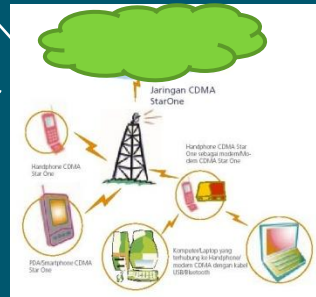 Jaringan CDMA
StarOne
Handphone CDMA
Star One
Handphone CDMA Star
One sebagai modem/Mo-
dem CDMA Star One
PDA/Smartphone CDMA
Star One
Komputer/Laptop yang
terhubung ke Handphone/
modem CDMA dengan kabel
USB/Bluetooth